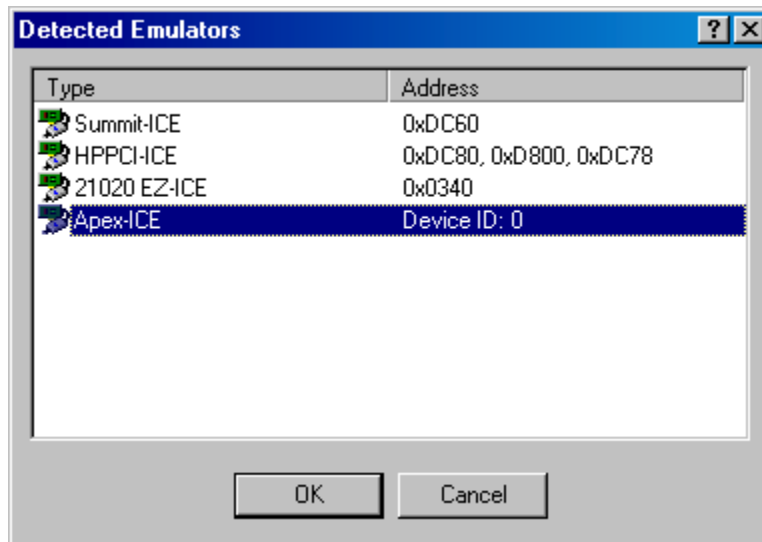 Detected Emulators
Type Address
Summit-ICE 0xDC60
HPPCI-ICE 0xDC80, 0xD800, 0xDC78
21020 EZ-ICE 0x0340
Apex-ICE Device ID: 0
OK Cancel